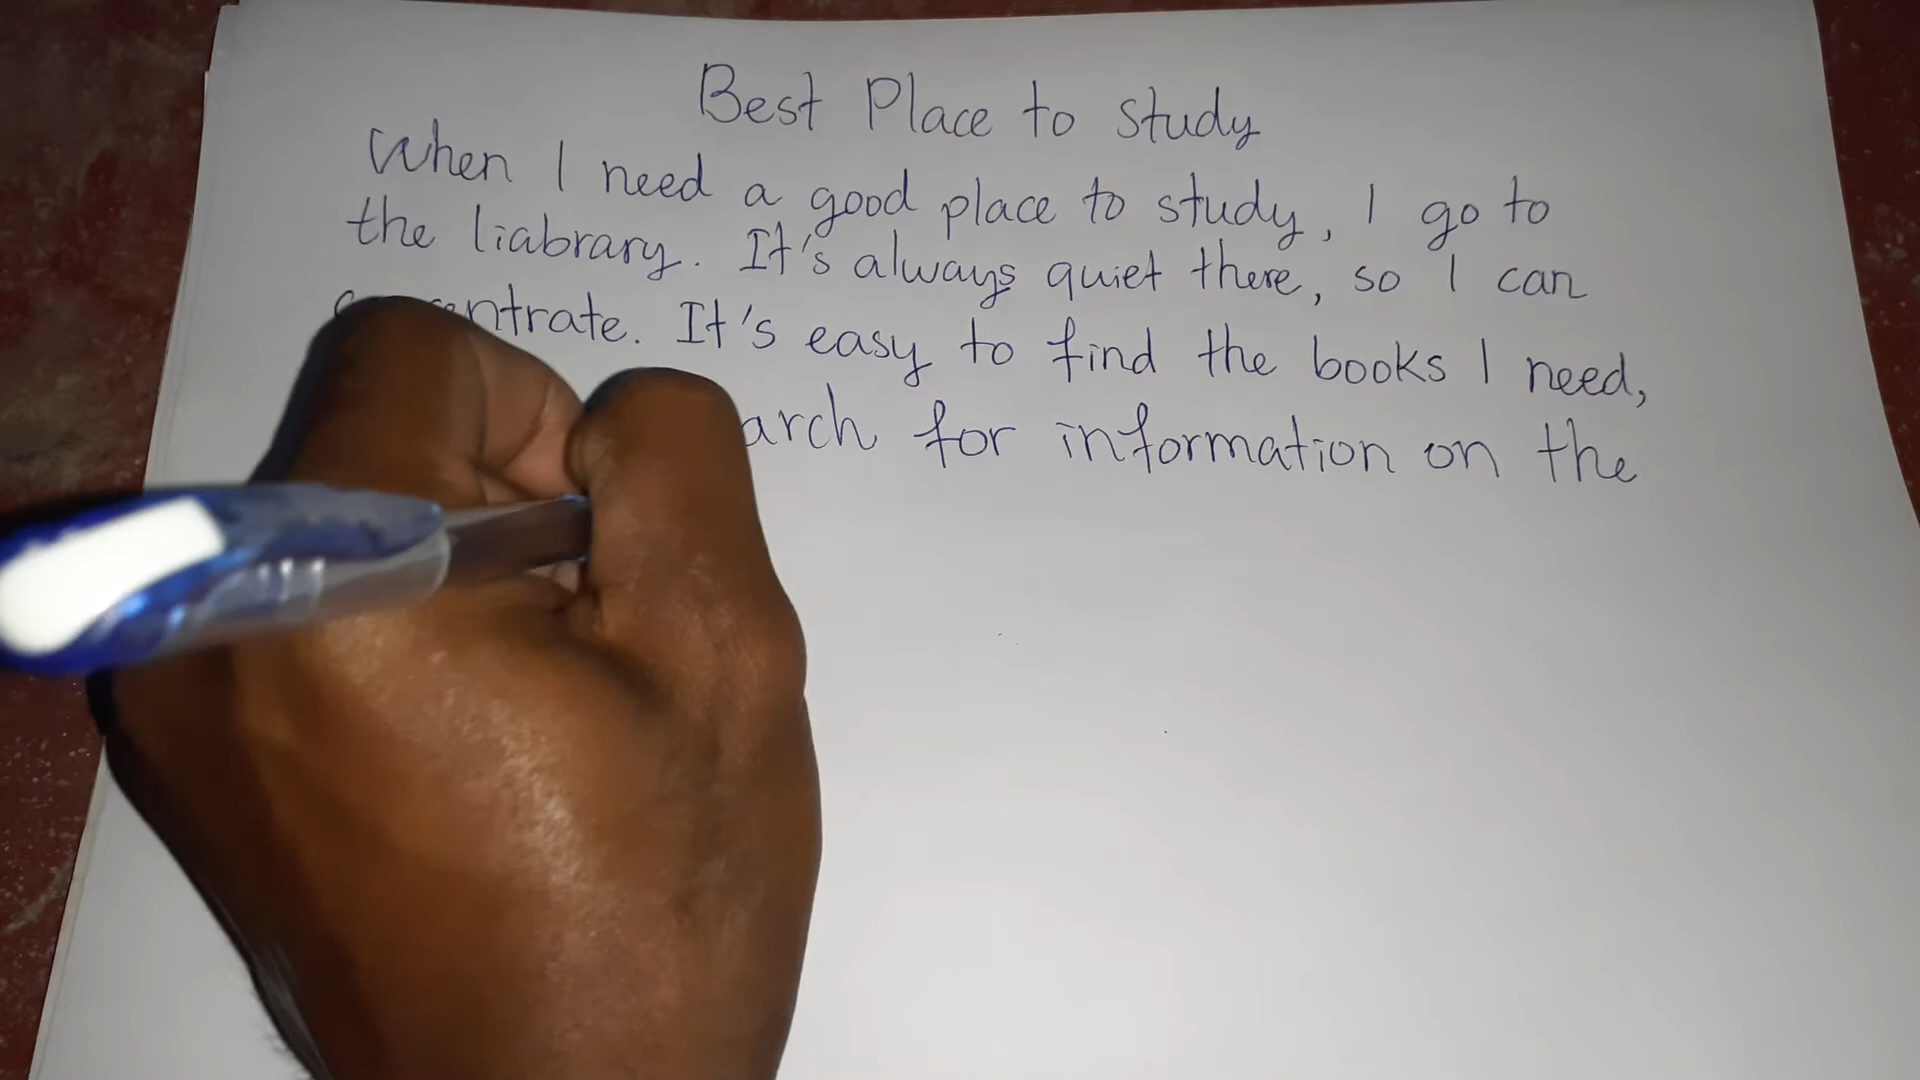 Best Place to study
When I need a good place to study, I go to
the liabrary. It's always quiet there, so I can
It's easy to find the books I need,
for information on the